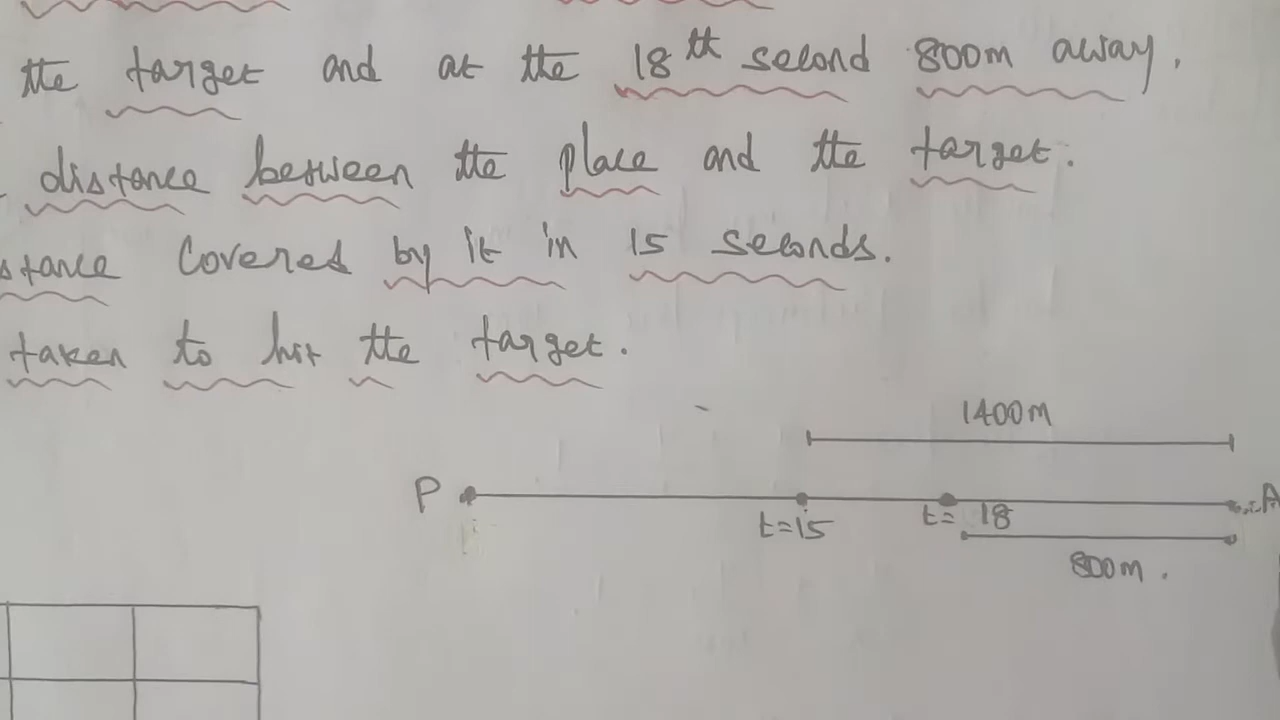 the target and at the 18th second 800m away.
distance between the place and the target.
stance Covered by it in 15 seconds.
taken to hit the target.
1400m
P
A
t=15
t= 18
800m.